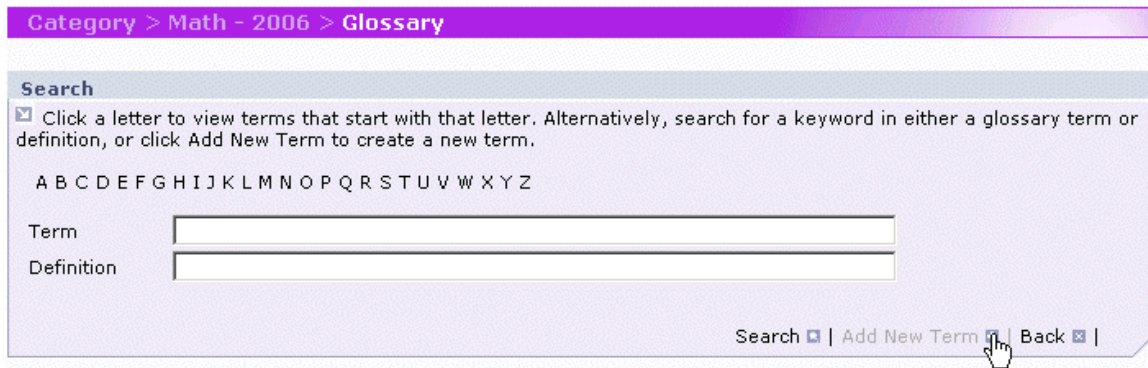 Category > Math - 2006 > Glossary
Search
Click a letter to view terms that start with that letter. Alternatively, search for a keyword in either a glossary term or
definition, or click Add New Term to create a new term.
A B C D E F G H I J K L M N O P Q R S T U V W X Y Z
Term
Definition
Search | Add New Term | Back |